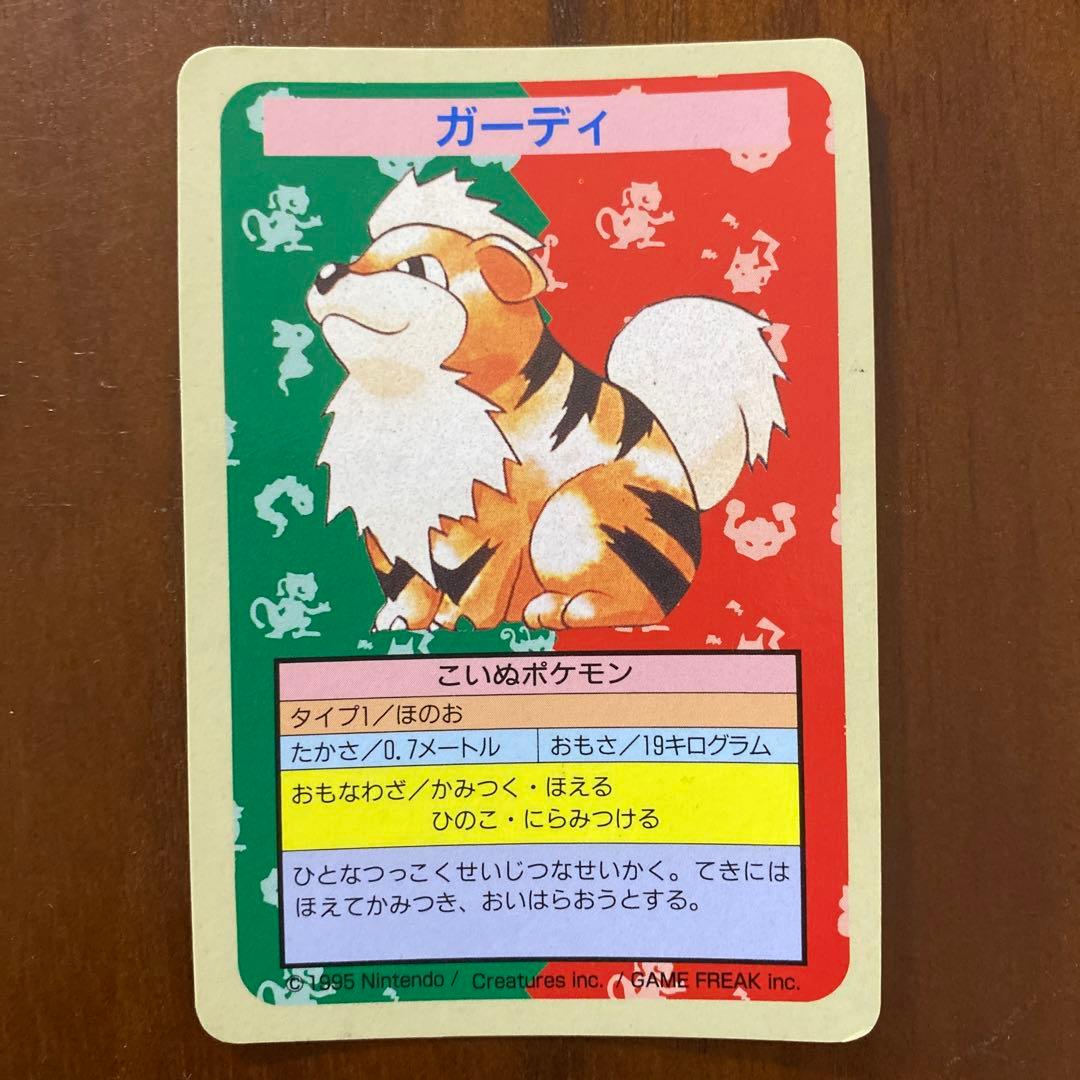 ガーディ
こいぬポケモン
タイプ1／ほのお
たかさ／0.7メートル
おもさ／19キログラム
おもなわざ／かみつく・ほえる
ひのこ・にらみつける
ひとなつっこくせいじつなせいかく。てきには
ほえてかみつき、おいはらおうとする。
©1995 Nintendo / Creatures inc. / GAME FREAK inc.